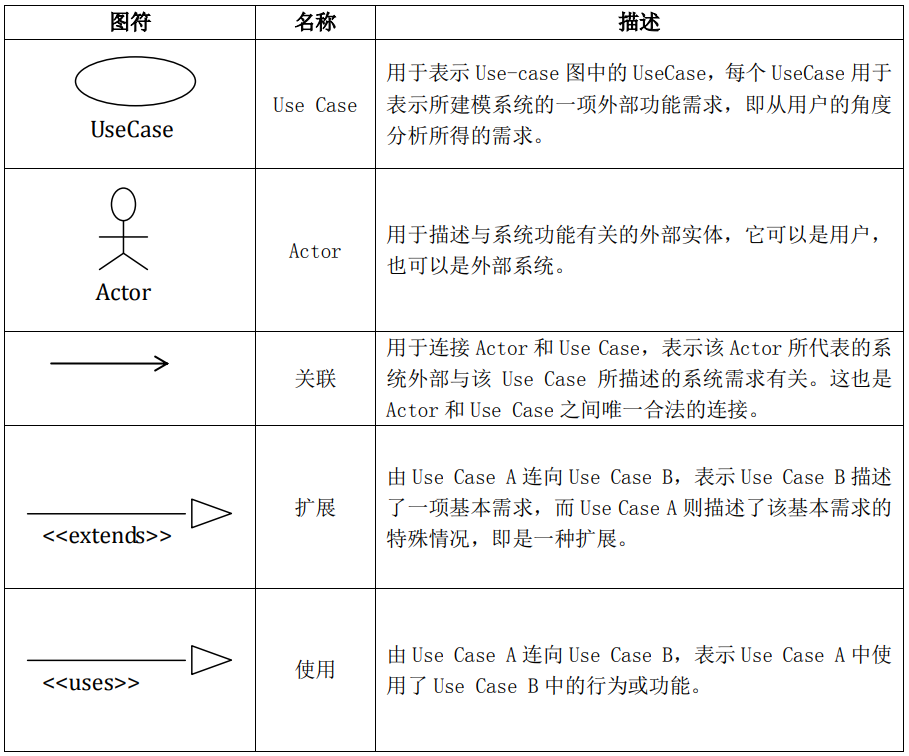 图符 名称 描述
UseCase
Use Case
用于表示 Use-case 图中的 UseCase，每个 UseCase 用于
表示所建模系统的一项外部功能需求，即从用户的角度
分析所得的需求。
Actor
Actor
用于描述与系统功能有关的外部实体，它可以是用户，
也可以是外部系统。
关联
用于连接 Actor 和 Use Case，表示该 Actor 所代表的系
统外部与该 Use Case 所描述的系统需求有关。这也是
Actor 和 Use Case 之间唯一合法的连接。
<<extends>>
扩展
由 Use Case A 连向 Use Case B，表示 Use Case B 描述
了一项基本需求，而 Use Case A 则描述了该基本需求的
特殊情况，即是一种扩展。
<<uses>>
使用
由 Use Case A 连向 Use Case B，表示 Use Case A 中使
用了 Use Case B 中的行为或功能。